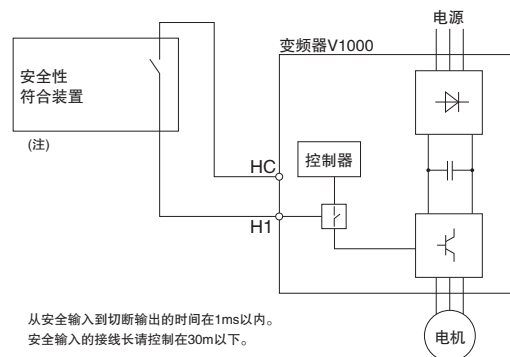 电源
变频器V1000
安全性
符合装置
(注)
控制器
HC
H1
从安全输入到切断输出的时间在1ms以内。
安全输入的接线长请控制在30m以下。
电机